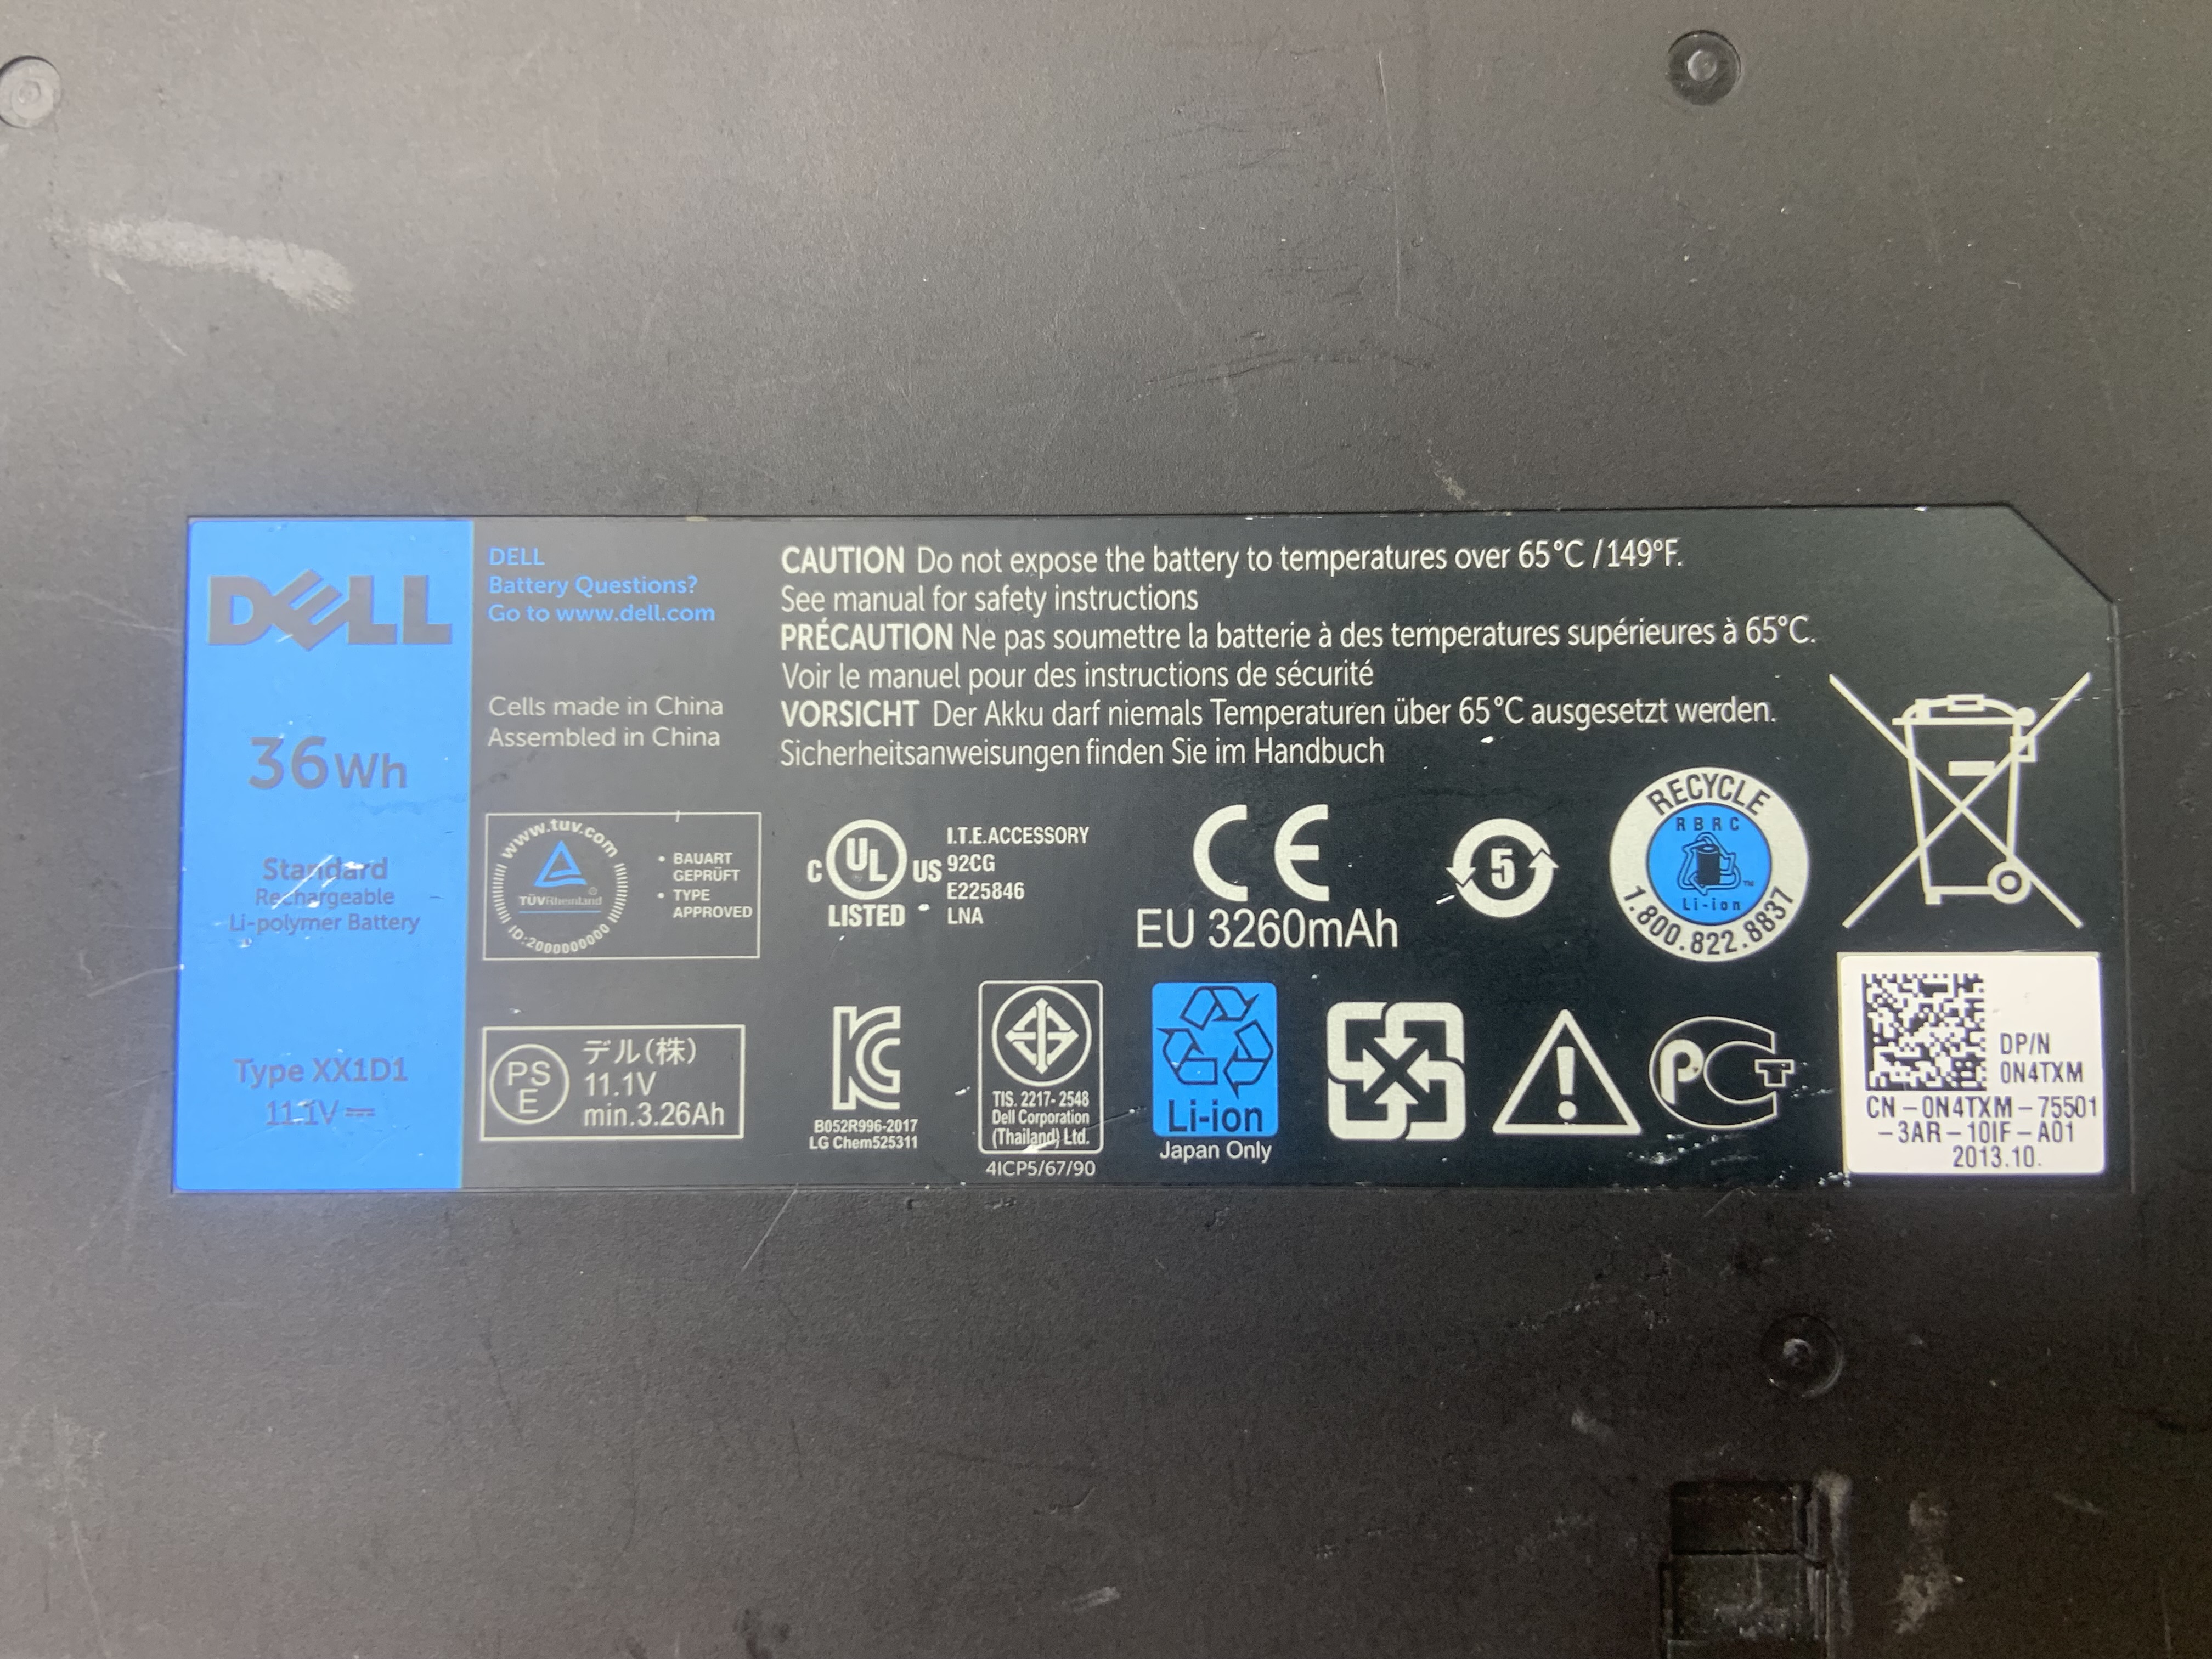 DELL
36Wh
Standard
Rechargeable
Li-polymer Battery
Type XX1D1
11.1V
DELL
Battery Questions?
Go to www.dell.com
Cells made in China
Assembled in China
CAUTION Do not expose the battery to temperatures over 65°C /149°F.
See manual for safety instructions
PRÉCAUTION Ne pas soumettre la batterie à des temperatures supérieures à 65°C.
Voir le manuel pour des instructions de sécurité
VORSICHT Der Akku darf niemals Temperaturen über 65°C ausgesetzt werden.
Sicherheitsanweisungen finden Sie im Handbuch
www.tuv.com
TÜVRheinland
®
ID:2000000000
• BAUART
GEPRÜFT
• TYPE
APPROVED
C UL US
LISTED
I.T.E.ACCESSORY
92CG
E225846
LNA
CE
EU 3260mAh
5
RECYCLE
RBRC
TM
Li-ion
1.800.822.8837
PS
E
デル(株)
11.1V
min.3.26Ah
KC
B052R996-2017
LG Chem525311
TIS. 2217- 2548
Dell Corporation
(Thailand) Ltd.
4ICP5/67/90
Li-ion
Japan Only
!
PCT
DP/N
0N4TXM
CN-0N4TXM-75501
-3AR-10IF-A01
2013.10.